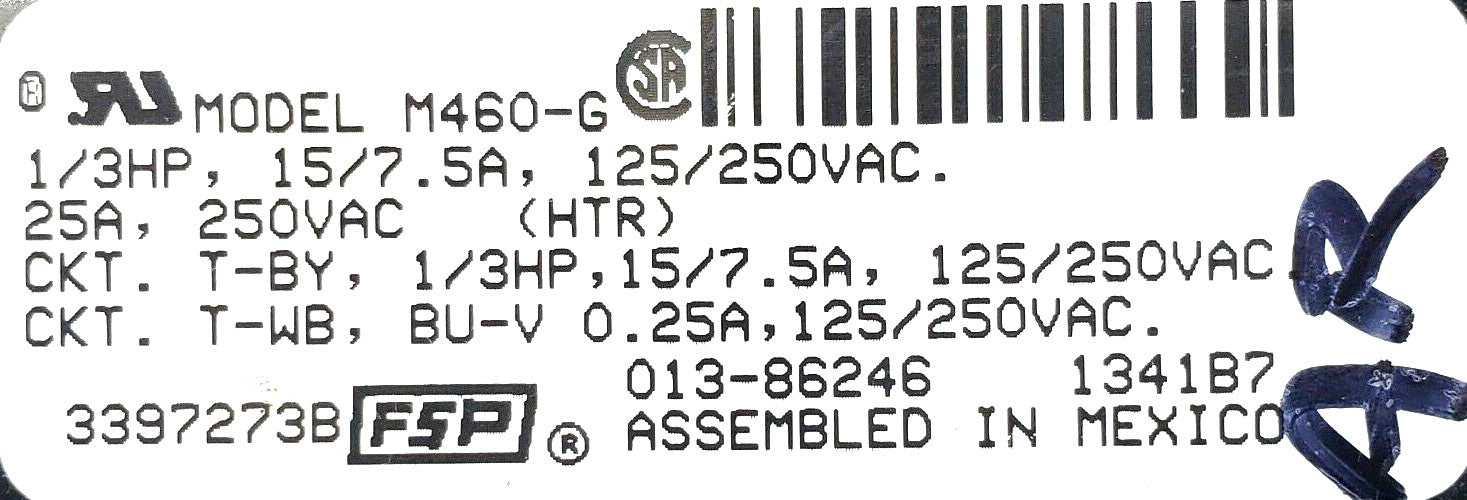 MODEL M460-G
1/3HP, 15/7.5A, 125/250VAC.
25A, 250VAC (HTR)
CKT. T-BY, 1/3HP,15/7.5A, 125/250VAC
CKT. T-WB, BU-V 0.25A,125/250VAC.
013-86246 1341B7
3397273B FSP ® ASSEMBLED IN MEXICO